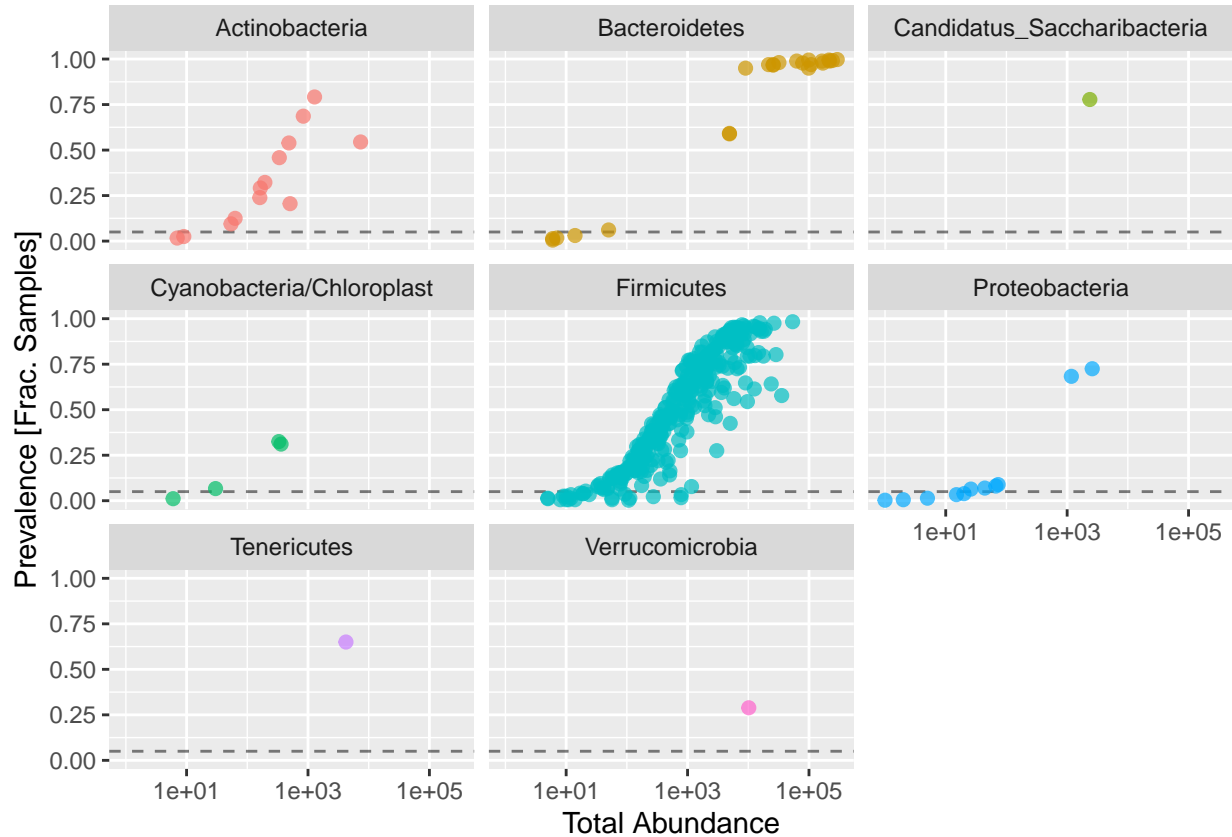 Actinobacteria
Bacteroidetes
Candidatus_Saccharibacteria
1.00
0.75
0.50
0.25
0.00
Cyanobacteria/Chloroplast
Firmicutes
Proteobacteria
1.00
0.75
0.50
0.25
0.00
1e+01 1e+03 1e+05
Tenericutes
Verrucomicrobia
1.00
0.75
0.50
0.25
0.00
1e+01 1e+03 1e+05
1e+01 1e+03 1e+05
Prevalence [Frac. Samples]
Total Abundance